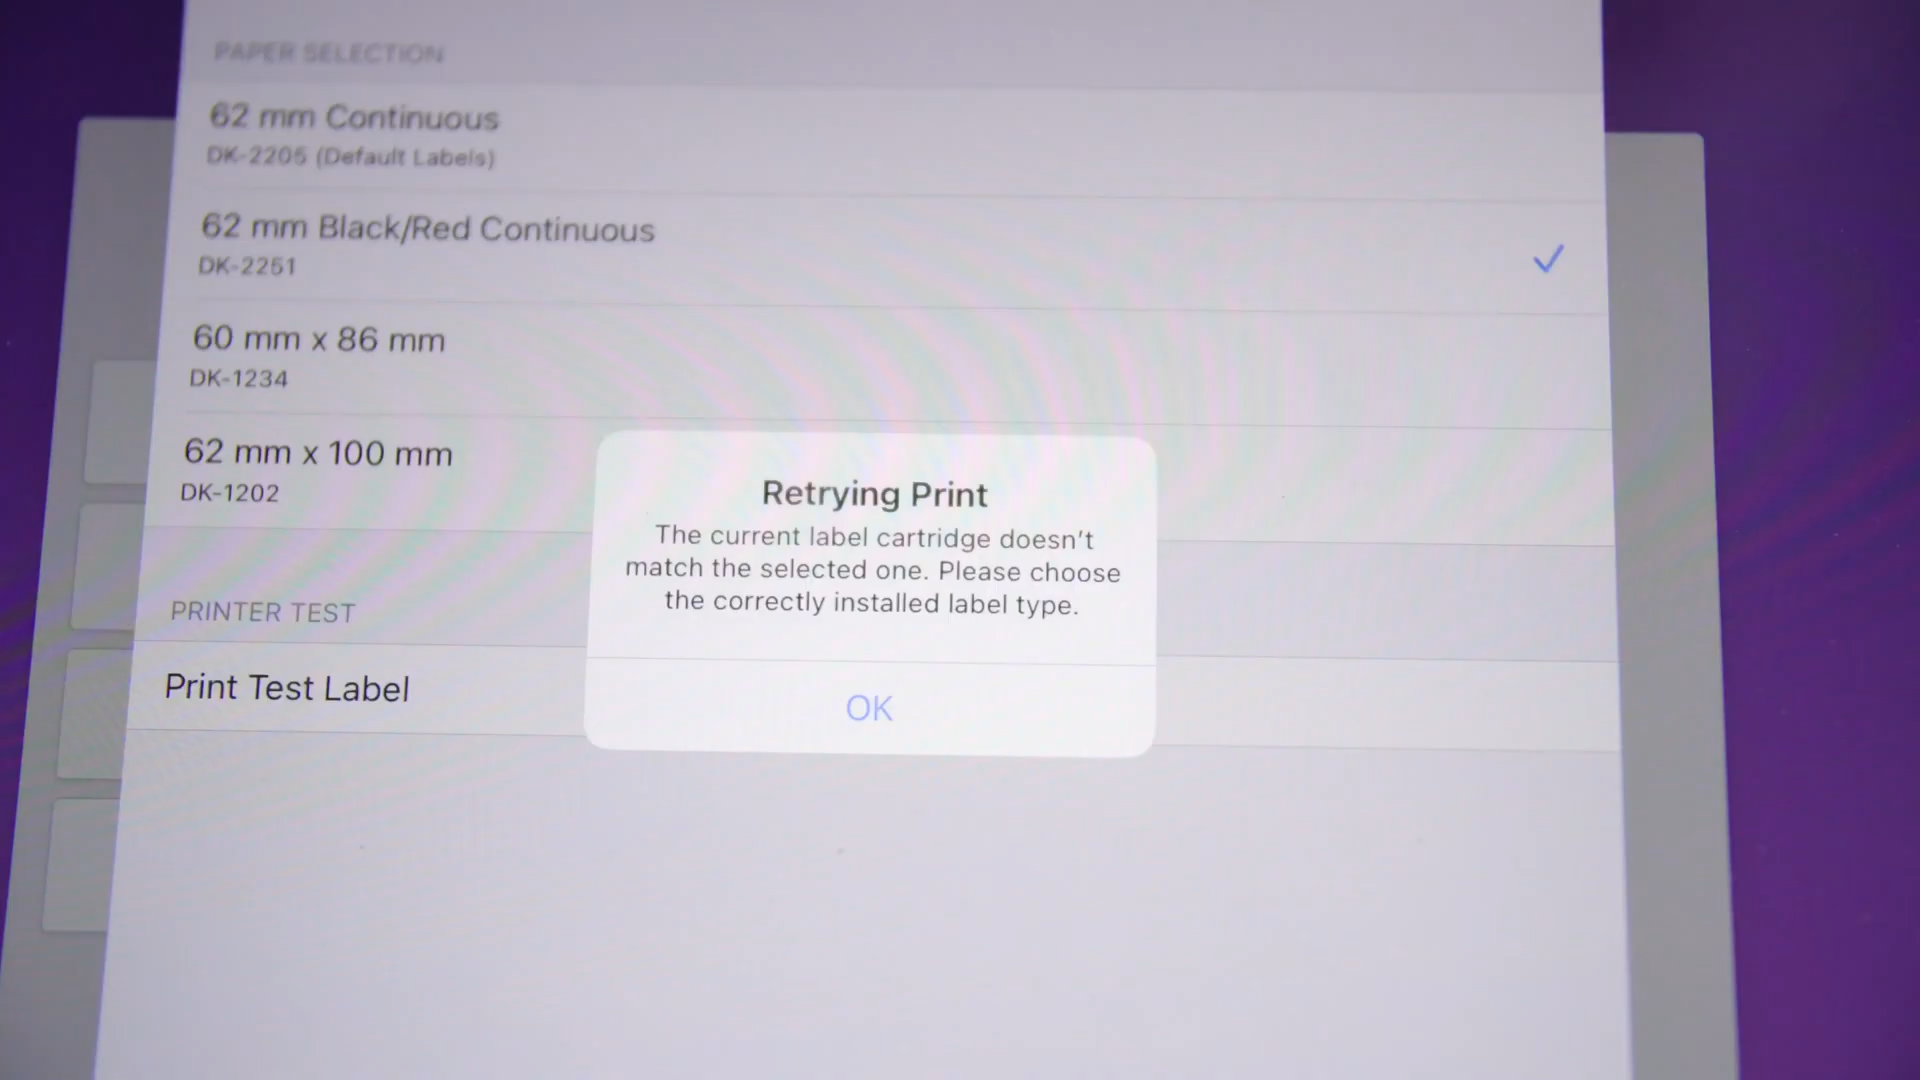 PAPER SELECTION
62 mm Continuous
DK-2205 (Default Labels)
62 mm Black/Red Continuous
DK-2251
60 mm x 86 mm
DK-1234
62 mm x 100 mm
DK-1202
Retrying Print
The current label cartridge doesn't
match the selected one. Please choose
the correctly installed label type.
OK
PRINTER TEST
Print Test Label